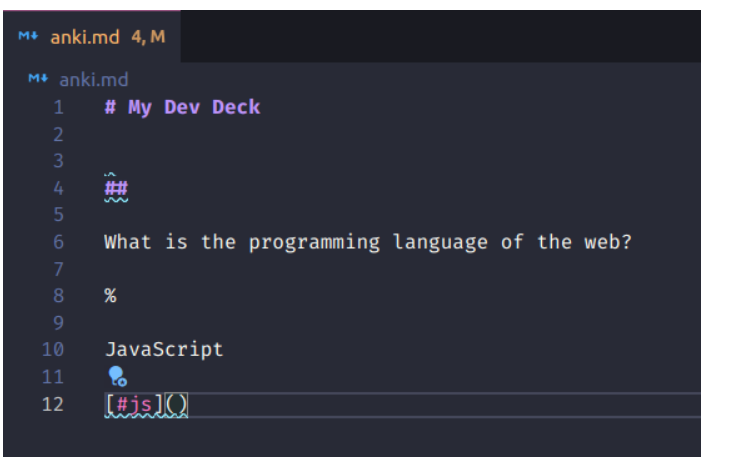 M↓ anki.md 4, M
M↓ anki.md
1 # My Dev Deck
2
3
4 ##
5
6 What is the programming language of the web?
7
8 %
9
10 JavaScript
11
12 [#js]()